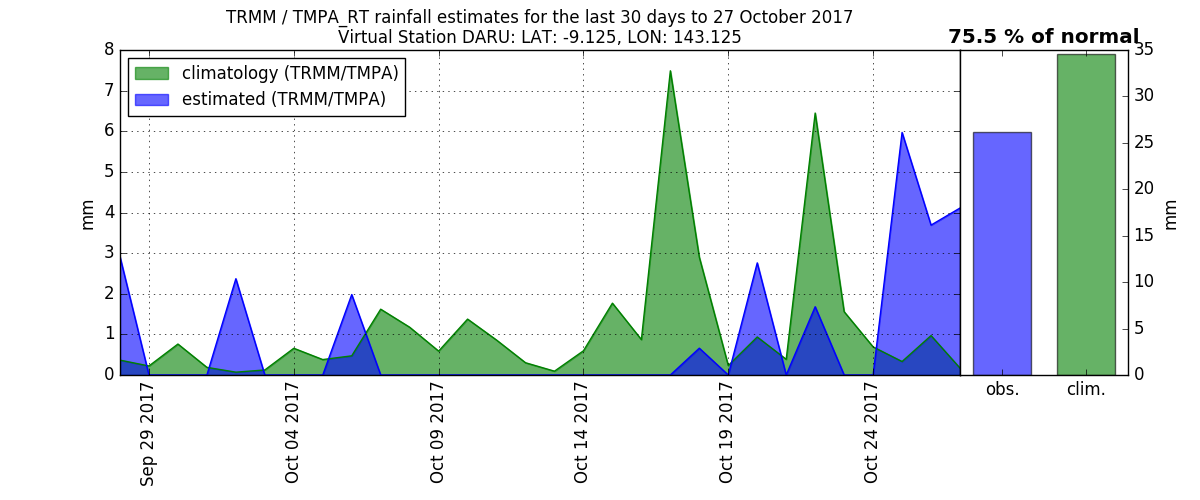 TRMM / TMPA_RT rainfall estimates for the last 30 days to 27 October 2017
Virtual Station DARU: LAT: -9.125, LON: 143.125
75.5 % of normal
climatology (TRMM/TMPA)
estimated (TRMM/TMPA)
8
7
6
5
4
3
2
1
0
mm
Sep 29 2017
Oct 04 2017
Oct 09 2017
Oct 14 2017
Oct 19 2017
Oct 24 2017
35
30
25
20
15
10
5
0
mm
obs.
clim.